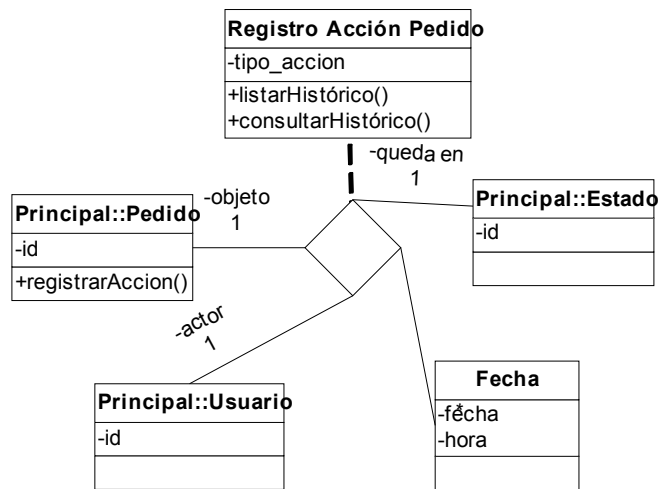 Registro Acción Pedido
-tipo_accion
+listarHistórico()
+consultarHistórico()
-queda en
1
-objeto
1
Principal::Pedido
-id
+registrarAccion()
Principal::Estado
-id
-actor
1
Principal::Usuario
-id
Fecha
*
-fecha
-hora